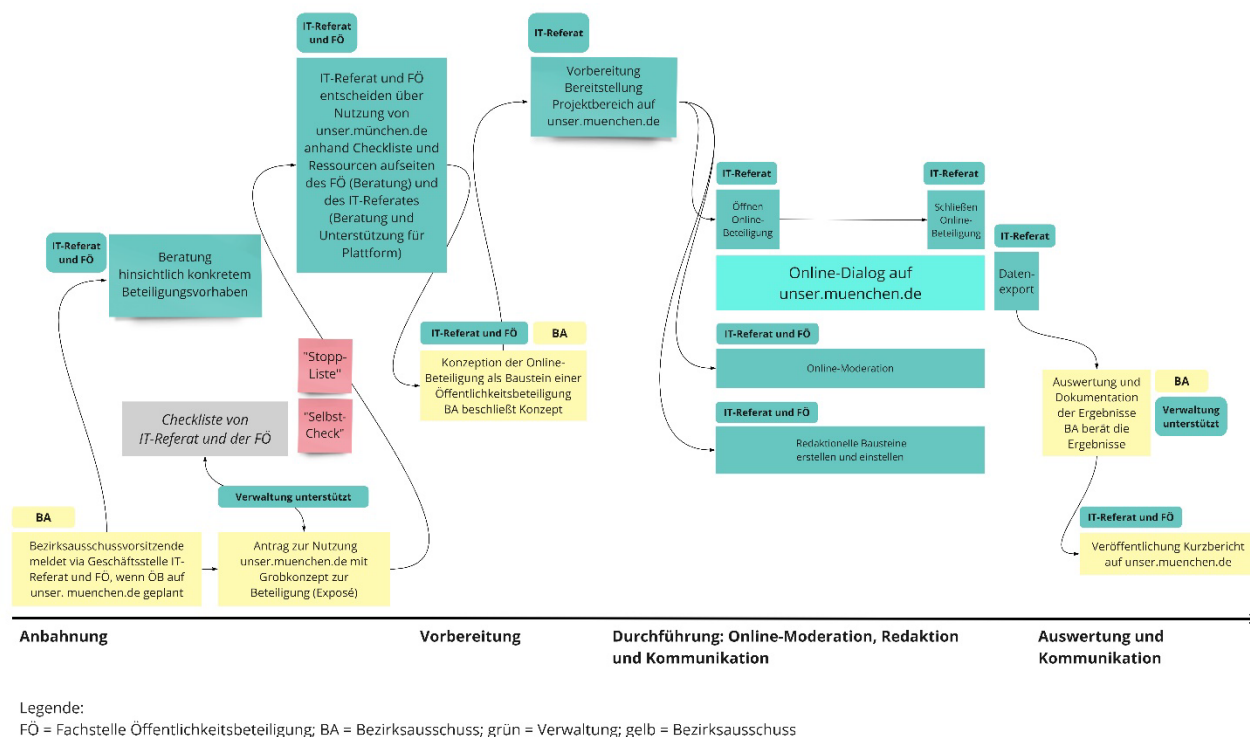 IT-Referat
und FÖ
IT-Referat und FÖ
entscheiden über
Nutzung von
unser.münchen.de
anhand Checkliste und
Ressourcen aufseiten
des FÖ (Beratung) und
des IT-Referates
(Beratung und
Unterstützung für
Plattform)
IT-Referat
Vorbereitung
Bereitstellung
Projektbereich auf
unser.muenchen.de
IT-Referat
Öffnen
Online-
Beteiligung
IT-Referat
Schließen
Online-
Beteiligung
IT-Referat
und FÖ
Beratung
hinsichtlich konkretem
Beteiligungsvorhaben
Online-Dialog auf
unser.muenchen.de
IT-Referat
Daten-
export
"Stopp-
Liste"
"Selbst-
Check"
Checkliste von
IT-Referat und der FÖ
IT-Referat und FÖ
BA
Konzeption der Online-
Beteiligung als Baustein einer
Öffentlichkeitsbeteiligung
BA beschließt Konzept
IT-Referat und FÖ
Online-Moderation
IT-Referat und FÖ
Redaktionelle Bausteine
erstellen und einstellen
Auswertung und
Dokumentation
der Ergebnisse
BA berät die
Ergebnisse
BA
Verwaltung
unterstützt
Verwaltung unterstützt
BA
Bezirksausschussvorsitzende
meldet via Geschäftsstelle IT-
Referat und FÖ, wenn ÖB auf
unser. muenchen.de geplant
Antrag zur Nutzung
unser.muenchen.de mit
Grobkonzept zur
Beteiligung (Exposé)
IT-Referat und FÖ
Veröffentlichung Kurzbericht
auf unser.muenchen.de
Anbahnung
Vorbereitung
Durchführung: Online-Moderation, Redaktion
und Kommunikation
Auswertung und
Kommunikation
Legende:
FÖ = Fachstelle Öffentlichkeitsbeteiligung; BA = Bezirksausschuss; grün = Verwaltung; gelb = Bezirksausschuss